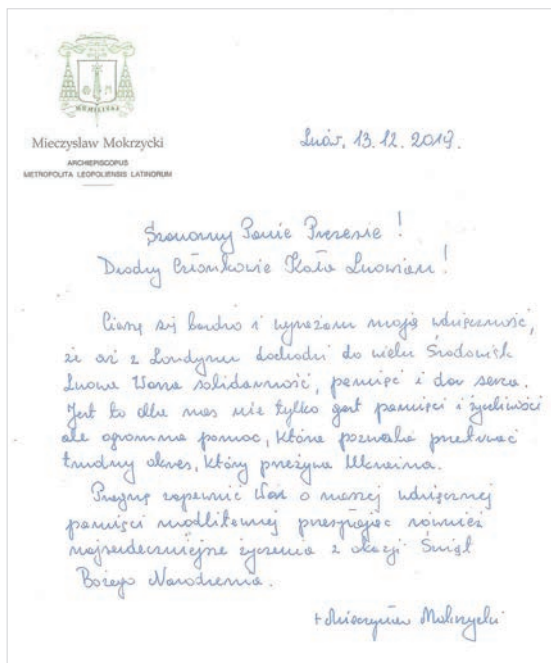 HUMILITAS
Mieczysław Mokrzycki
ARCHIEPISCOPUS
METROPOLITA LEOPOLIENSIS LATINORUM
Lwów, 13.12.2019.
Szanowny Panie Prezesie!
Drodzy Członkowie Koła Lwowian!
Cieszę się bardzo i wyrażam moją wdzięczność,
że aż z Londynu dochodzi do wielu Środowisk
Lwowa Wasza solidarność, pamięć i dar serca.
Jest to dla nas nie tylko gest pamięci i życzliwości
ale ogromna pomoc, która pozwala przetrwać
trudny okres, który przeżywa Ukraina.
Pragnę zapewnić Was o naszej wdzięcznej
pamięci modlitewnej przesyłając również
najserdeczniejsze życzenia z okazji Świąt
Bożego Narodzenia.
+ Mieczysław Mokrzycki